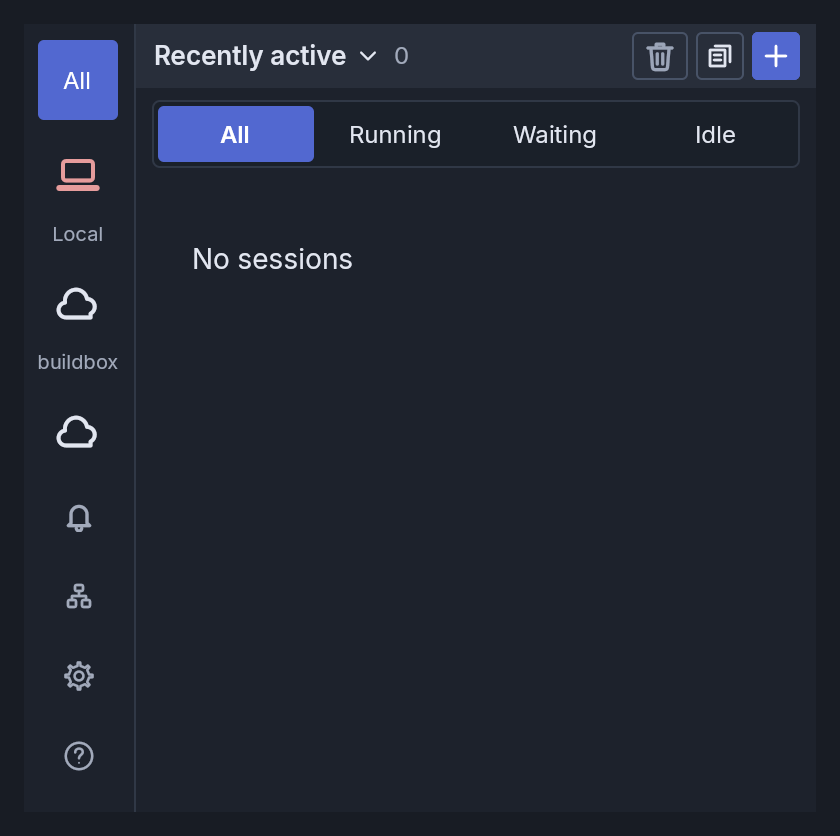 All
Recently active 0
All Running Waiting Idle
No sessions
Local
buildbox